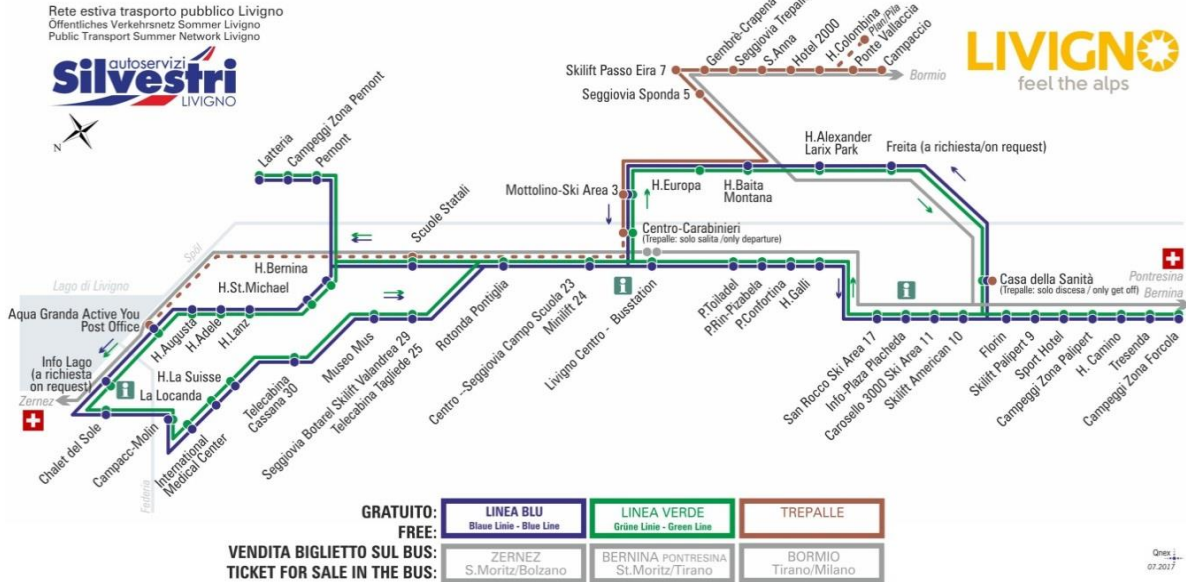 Rete estiva trasporto pubblico Livigno
Öffentliches Verkehrsnetz Sommer Livigno
Public Transport Summer Network Livigno
autoservizi
Silvestri
LIVIGNO
LIVIGNO
feel the alps
N
Skilift Passo Eira 7
Seggiovia Sponda 5
Gembrè-Crapena
Seggiovia Trepall
S.Anna
Hotel 2000
H.Colombina
Plan/Pila
Ponte Vallaccia
Campaccio
Bormio
Latteria
Campeggi Zona Pemont
Pemont
Scuole Statali
Mottolino-Ski Area 3
H.Europa
H.Baita
Montana
H.Alexander
Larix Park
Freita (a richiesta/on request)
Centro-Carabinieri
(Trepalle: solo salita /only departure)
Casa della Sanità
(Trepalle: solo discesa / only get off)
Pontresina
Bernina
Spöl
Lago di Livigno
H.Bernina
H.St.Michael
Aqua Granda Active You
Post Office
H.Augusta
H.Adele
H.Lanz
Info Lago
(a richiesta
on request)
i
Zernez
H.La Suisse
La Locanda
Chalet del Sole
Campacc-Molin
Federia
International
Medical Center
Telecabina
Cassana 30
Museo Mus
Seggiovia Botarel Skilift Valandrea 29
Telecabina Tagliede 25
Rotonda Pontiglia
Centro –Seggiovia Campo Scuola 23
Minilift 24
i
Livigno Centro - Busstation
P.Toiladel
P.Rin-Pizabela
P.Confortina
H.Galli
i
San Rocco Ski Area 17
Info-Plaza Placheda
Carosello 3000 Ski Area 11
Skilift American 10
Florin
Skilift Palipert 9
Sport Hotel
Campeggi Zona Palipert
H. Camino
Tresenda
Campeggi Zona Forcola
GRATUITO:
FREE:
LINEA BLU
Blaue Linie - Blue Line
LINEA VERDE
Grüne Linie - Green Line
TREPALLE
VENDITA BIGLIETTO SUL BUS:
TICKET FOR SALE IN THE BUS:
ZERNEZ
S.Moritz/Bolzano
BERNINA PONTRESINA
St.Moritz/Tirano
BORMIO
Tirano/Milano
Qnex
07.2017